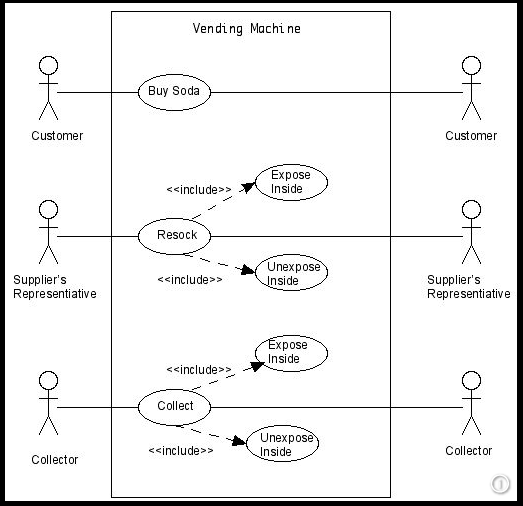 Vending Machine
Buy Soda
Customer
Customer
Expose
Inside
<<include>>
Resock
Supplier's
Representiative
Supplier's
Representiative
<<include>>
Unexpose
Inside
Expose
Inside
<<include>>
Collect
Collector
Collector
<<include>>
Unexpose
Inside